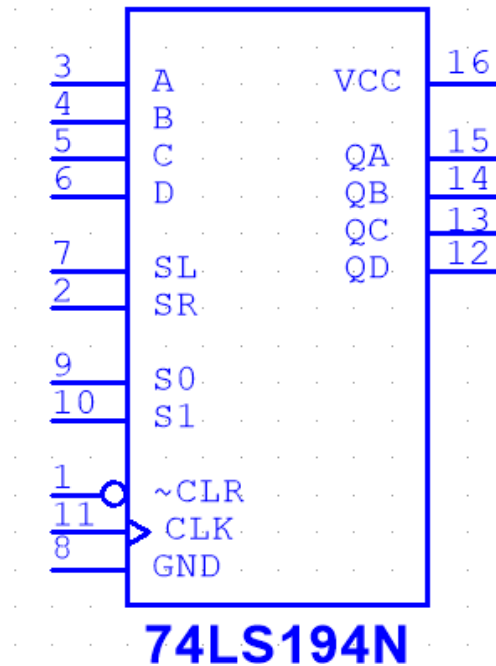 3 A VCC 16
4 B
5 C QA 15
6 D QB 14
QC 13
7 SL QD 12
2 SR
9 S0
10 S1
1 ~CLR
11 CLK
8 GND
74LS194N